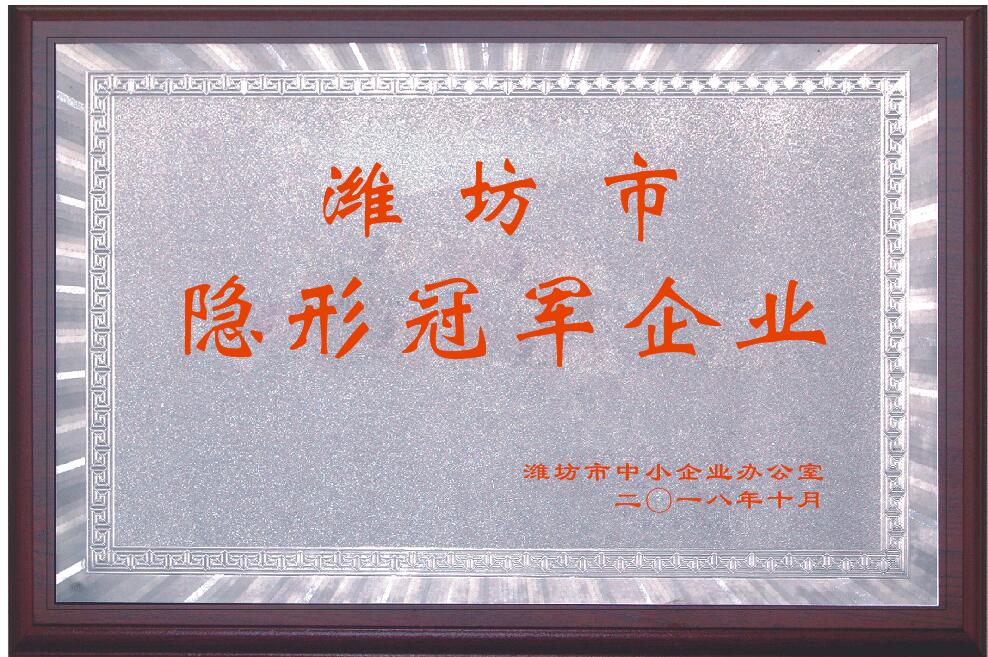 潍坊市
隐形冠军企业
潍坊市中小企业办公室
二〇一八年十月